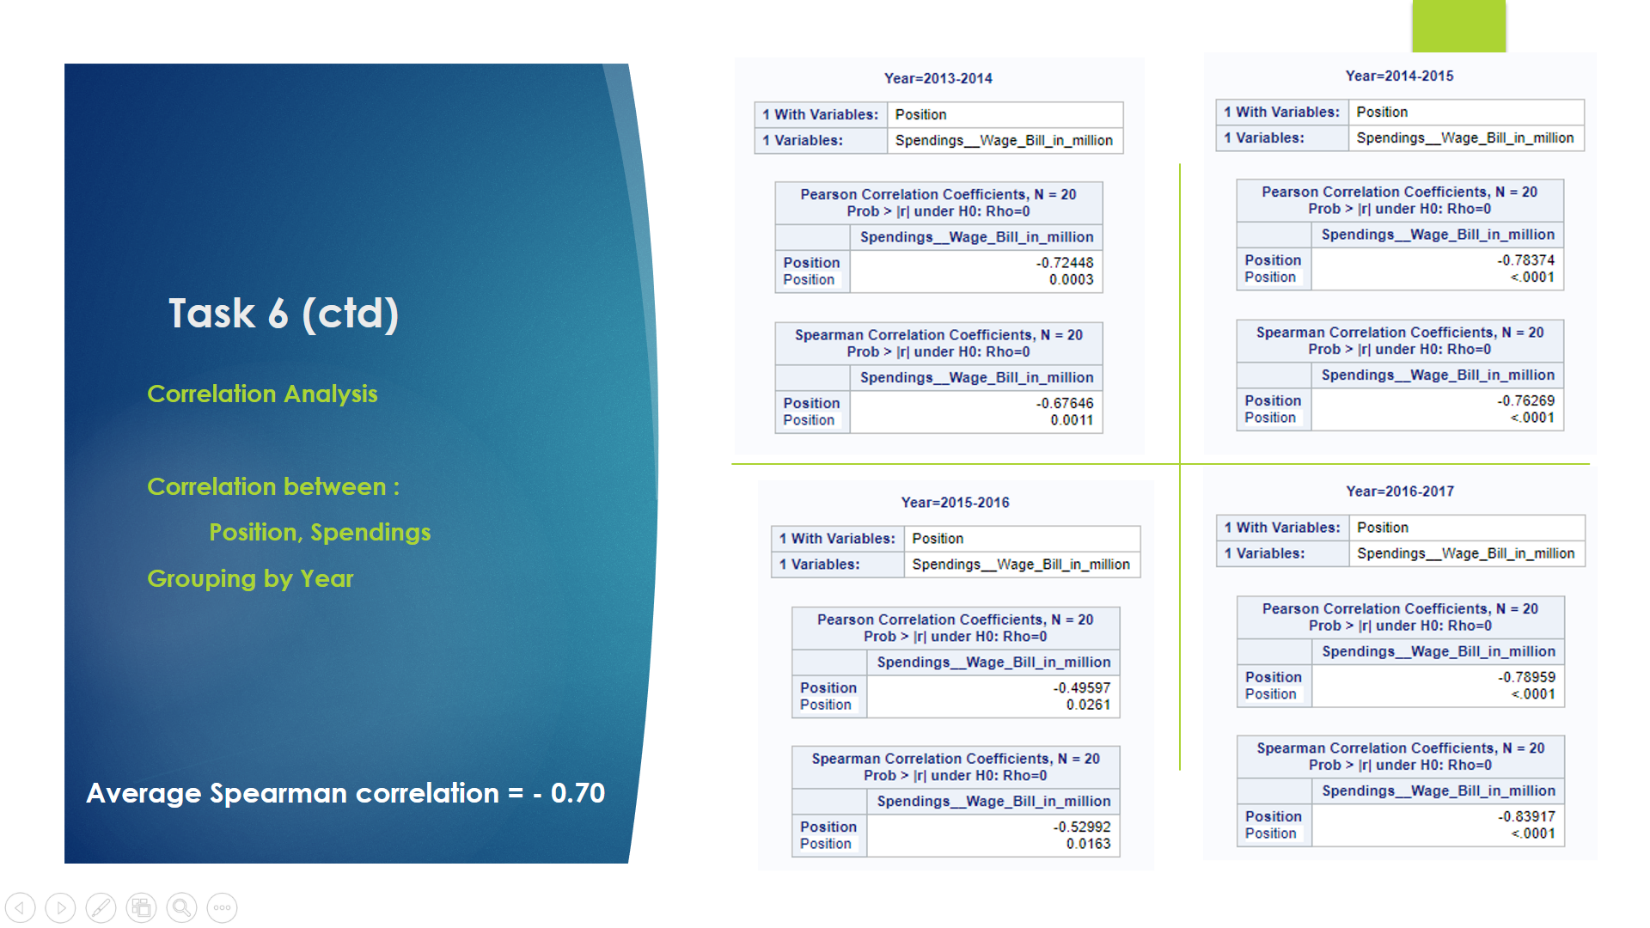 Task 6 (ctd)
Correlation Analysis
Correlation between :
Position, Spendings
Grouping by Year
Average Spearman correlation = - 0.70
Year=2013-2014
1 With Variables: Position
1 Variables: Spendings__Wage_Bill_in_million
Pearson Correlation Coefficients, N = 20
Prob > |r| under H0: Rho=0
Spendings__Wage_Bill_in_million
Position -0.72448
Position 0.0003
Spearman Correlation Coefficients, N = 20
Prob > |r| under H0: Rho=0
Spendings__Wage_Bill_in_million
Position -0.67646
Position 0.0011
Year=2014-2015
1 With Variables: Position
1 Variables: Spendings__Wage_Bill_in_million
Pearson Correlation Coefficients, N = 20
Prob > |r| under H0: Rho=0
Spendings__Wage_Bill_in_million
Position -0.78374
Position <.0001
Spearman Correlation Coefficients, N = 20
Prob > |r| under H0: Rho=0
Spendings__Wage_Bill_in_million
Position -0.76269
Position <.0001
Year=2015-2016
1 With Variables: Position
1 Variables: Spendings__Wage_Bill_in_million
Pearson Correlation Coefficients, N = 20
Prob > |r| under H0: Rho=0
Spendings__Wage_Bill_in_million
Position -0.49597
Position 0.0261
Spearman Correlation Coefficients, N = 20
Prob > |r| under H0: Rho=0
Spendings__Wage_Bill_in_million
Position -0.52992
Position 0.0163
Year=2016-2017
1 With Variables: Position
1 Variables: Spendings__Wage_Bill_in_million
Pearson Correlation Coefficients, N = 20
Prob > |r| under H0: Rho=0
Spendings__Wage_Bill_in_million
Position -0.78959
Position <.0001
Spearman Correlation Coefficients, N = 20
Prob > |r| under H0: Rho=0
Spendings__Wage_Bill_in_million
Position -0.83917
Position <.0001